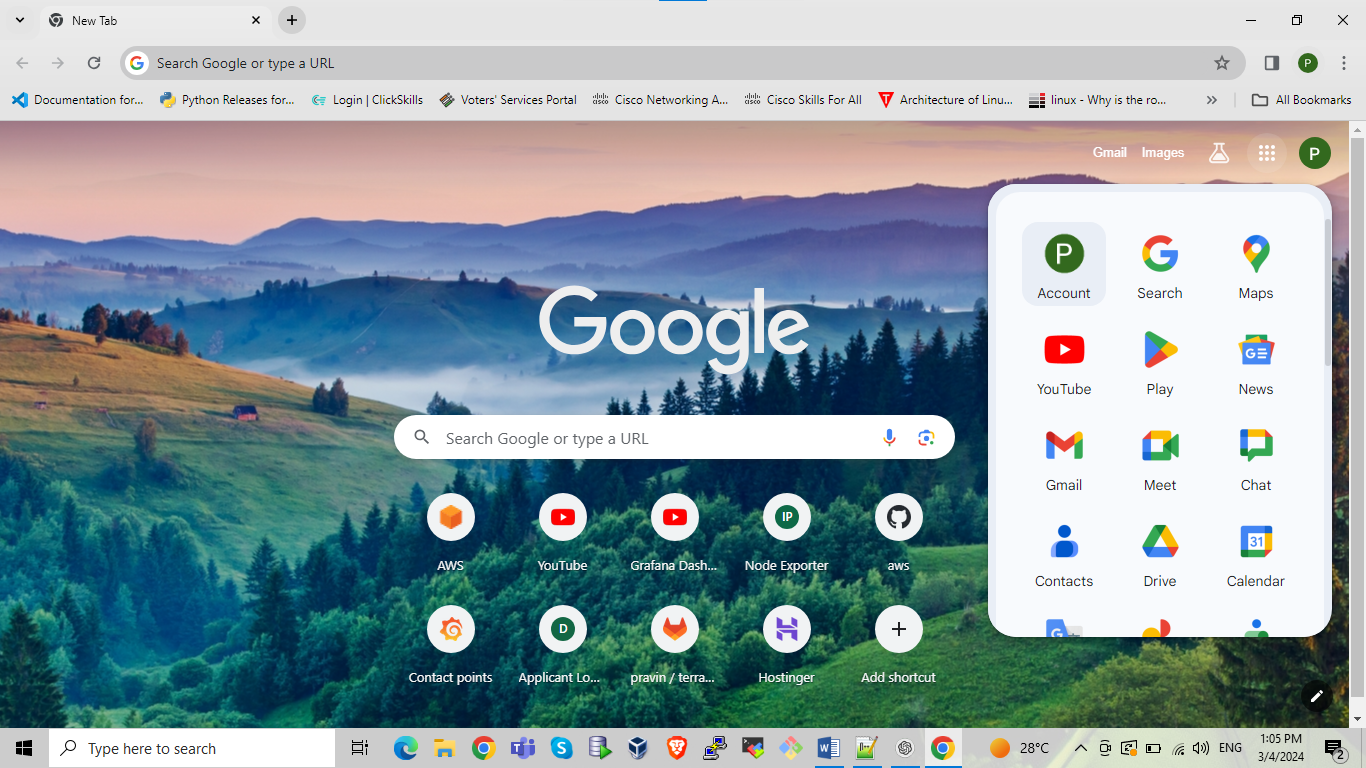 New Tab
Search Google or type a URL
P
Documentation for...
Python Releases for...
Login | ClickSkills
Voters' Services Portal
Cisco Networking A...
Cisco Skills For All
Architecture of Linu...
linux - Why is the ro...
All Bookmarks
Gmail
Images
P
P
Account
Search
Maps
YouTube
Play
GE
News
Gmail
Meet
Chat
Contacts
Drive
31
Calendar
G
Google
Search Google or type a URL
AWS
YouTube
Grafana Dash...
IP
Node Exporter
aws
Contact points
D
Applicant Lo...
pravin / terra...
Hostinger
Add shortcut
Type here to search
28°C
ENG
1:05 PM
3/4/2024
2